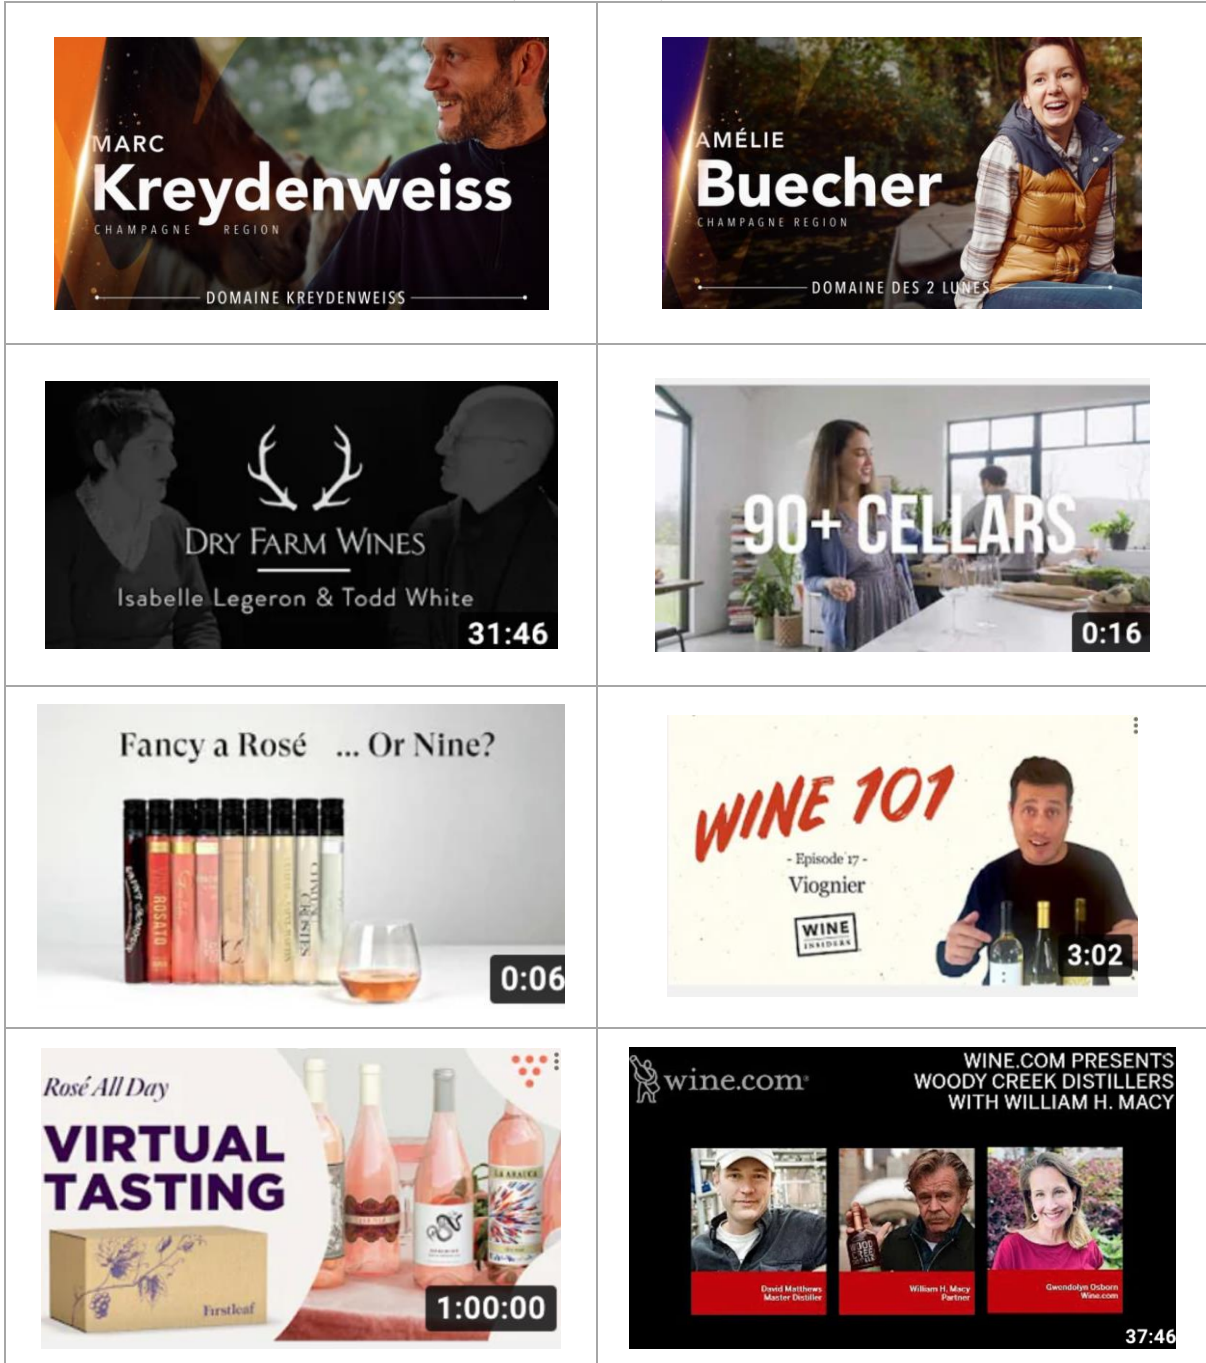 MARC
Kreydenweiss
CHAMPAGNE REGION
DOMAINE KREYDENWEISS
AMÉLIE
Buecher
CHAMPAGNE REGION
DOMAINE DES 2 LUNES
DRY FARM WINES
Isabelle Legeron & Todd White
31:46
90+ CELLARS
0:16
Fancy a Rosé ... Or Nine?
ROSATO
0:06
WINE 101
- Episode 17 -
Viognier
WINE
INSIDERS
3:02
Rosé All Day
VIRTUAL
TASTING
Firstleaf
LA ARAUCA
1:00:00
wine.com
WINE.COM PRESENTS
WOODY CREEK DISTILLERS
WITH WILLIAM H. MACY
David Matthews
Master Distiller
William H. Macy
Partner
Gwendolyn Osborn
Wine.com
37:46